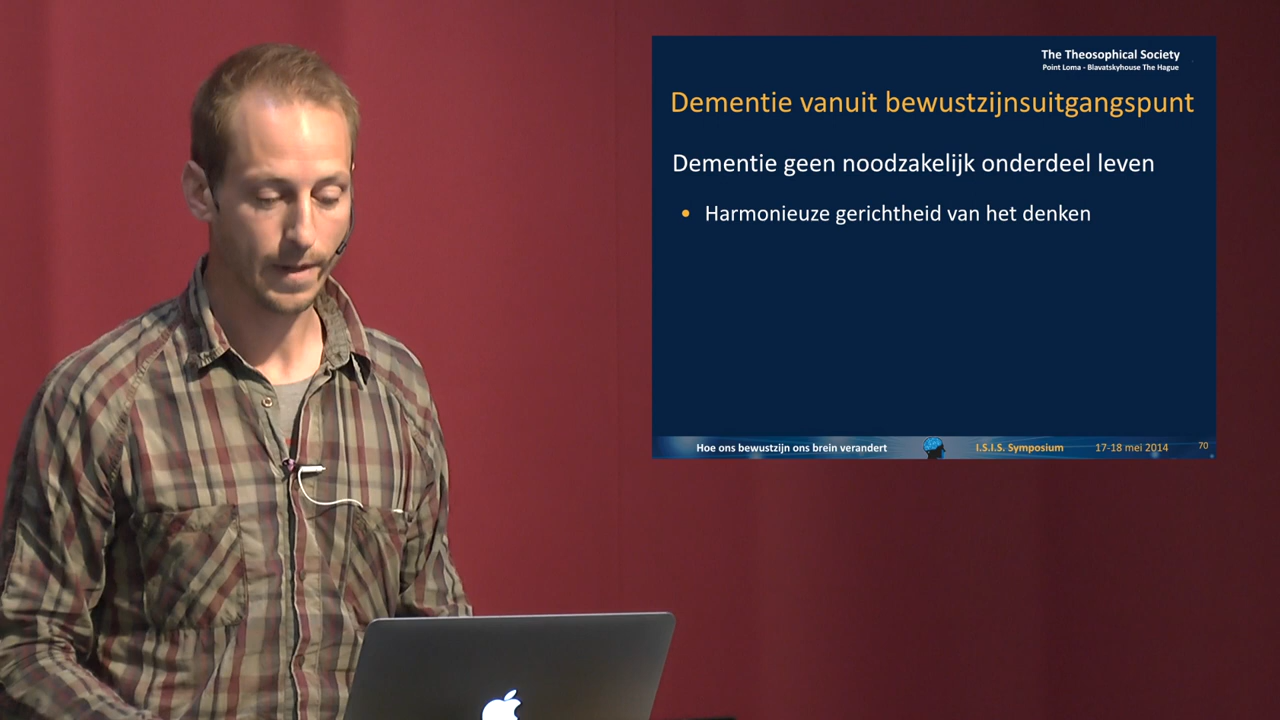 The Theosophical Society
Point Loma - Blavatskyhouse The Hague
Dementie vanuit bewustzijnsuitgangspunt
Dementie geen noodzakelijk onderdeel leven
• Harmonieuze gerichtheid van het denken
Hoe ons bewustzijn ons brein verandert I.S.I.S. Symposium 17-18 mei 2014 70